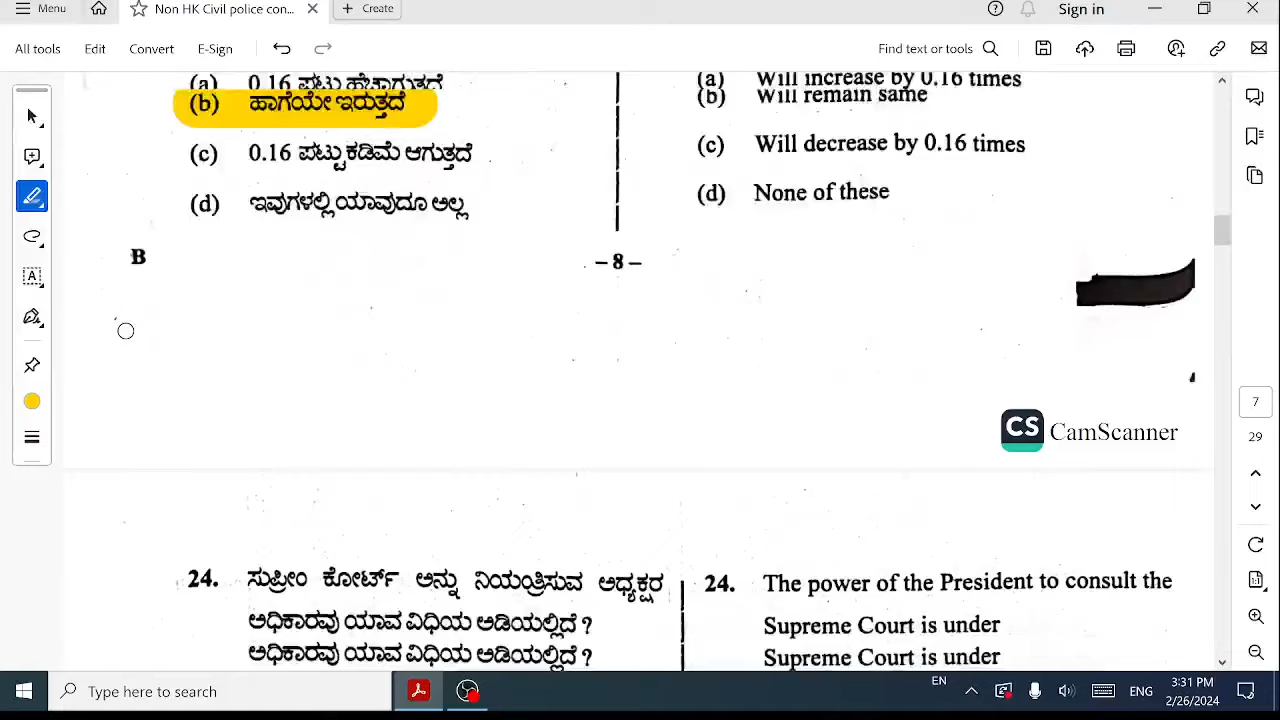 Menu
Non HK Civil police con...
+ Create
Sign in
All tools
Edit
Convert
E-Sign
Find text or tools
(a) 0.16 ಪಟ್ಟು ಹೆಚ್ಚಾಗುತ್ತದೆ
(b) ಹಾಗೆಯೇ ಇರುತ್ತದೆ
(c) 0.16 ಪಟ್ಟು ಕಡಿಮೆ ಆಗುತ್ತದೆ
(d) ಇವುಗಳಲ್ಲಿ ಯಾವುದೂ ಅಲ್ಲ
(a) Will increase by 0.16 times
(b) Will remain same
(c) Will decrease by 0.16 times
(d) None of these
B
– 8 –
CS CamScanner
24. ಸುಪ್ರೀಂ ಕೋರ್ಟ್ ಅನ್ನು ನಿಯಂತ್ರಿಸುವ ಅಧ್ಯಕ್ಷರ
ಅಧಿಕಾರವು ಯಾವ ವಿಧಿಯ ಅಡಿಯಲ್ಲಿದೆ ?
ಅಧಿಕಾರವು ಯಾವ ವಿಧಿಯ ಅಡಿಯಲ್ಲಿದೆ ?
24. The power of the President to consult the
Supreme Court is under
Supreme Court is under
7
29
Type here to search
EN
ENG
3:31 PM
2/26/2024